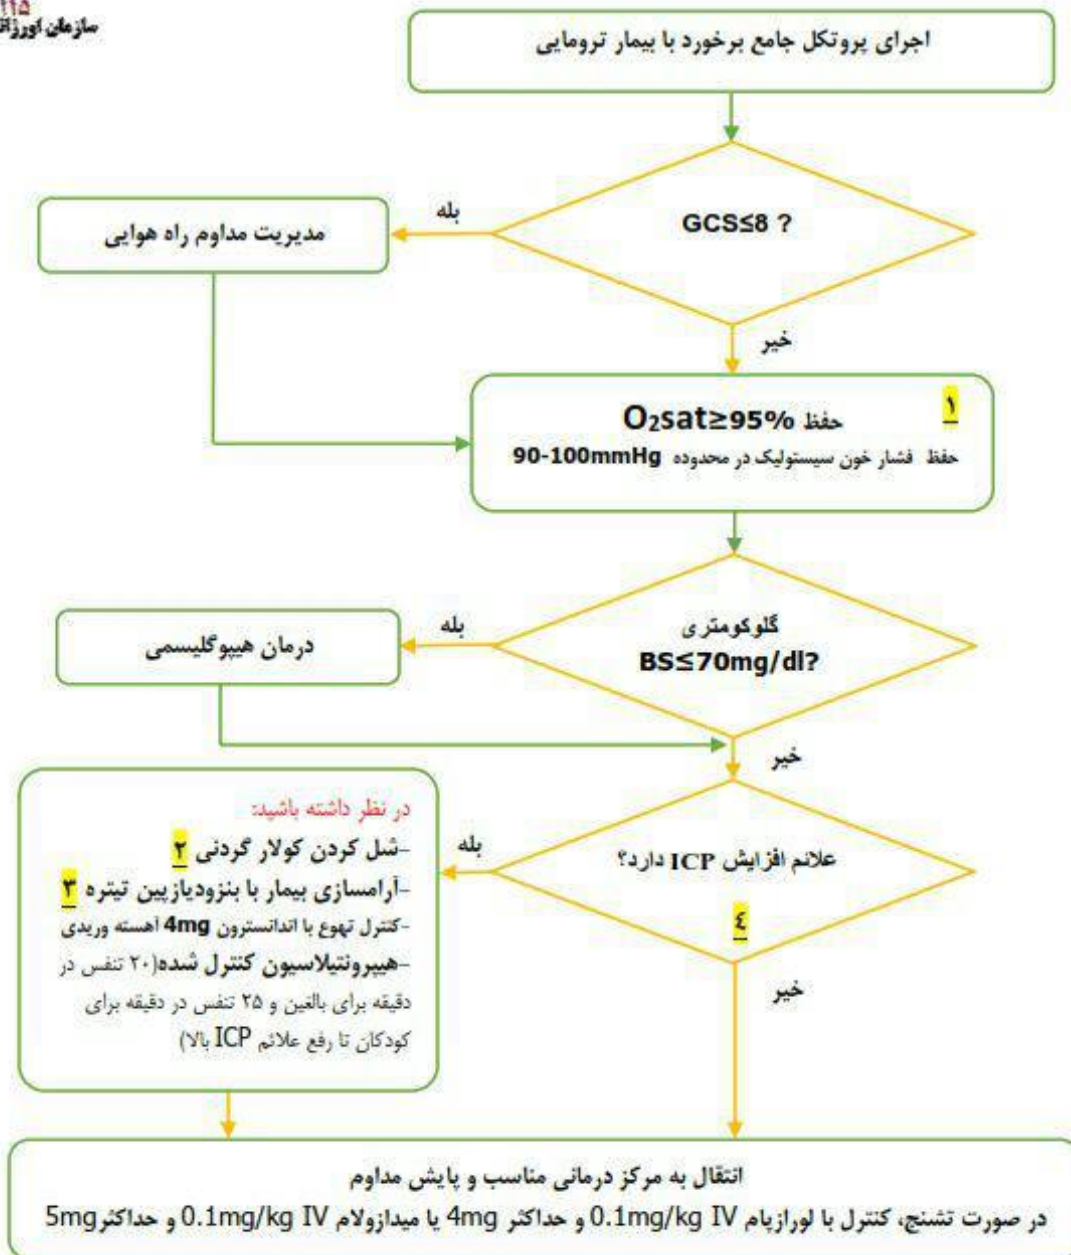 ۱۱۵
اجرای پروتکل جامع برخورد با بیمار ترومایی
GCS≤8 ?
بله
مدیریت مداوم راه هوایی
خیر
۱
حفظ O₂sat≥95%
حفظ فشار خون سیستولیک در محدوده 90-100mmHg
گلوکومتری
BS≤70mg/dl?
بله
درمان هیپوگلیسمی
خیر
علائم افزایش ICP دارد؟
٤
بله
در نظر داشته باشید:
-شل کردن کولار گردنی ۲
-آرامسازی بیمار با بنزودیازپین تیتره ۳
-کنترل تهوع با اندانسترون 4mg آهسته وریدی
-هیپرونتیلاسیون کنترل شده(۲۰ تنفس در
دقیقه برای بالغین و ۲۵ تنفس در دقیقه برای
کودکان تا رفع علائم ICP بالا)
خیر
انتقال به مرکز درمانی مناسب و پایش مداوم
در صورت تشنج، کنترل با لورازپام 0.1mg/kg IV و حداکثر 4mg یا میدازولام 0.1mg/kg IV و حداکثر 5mg